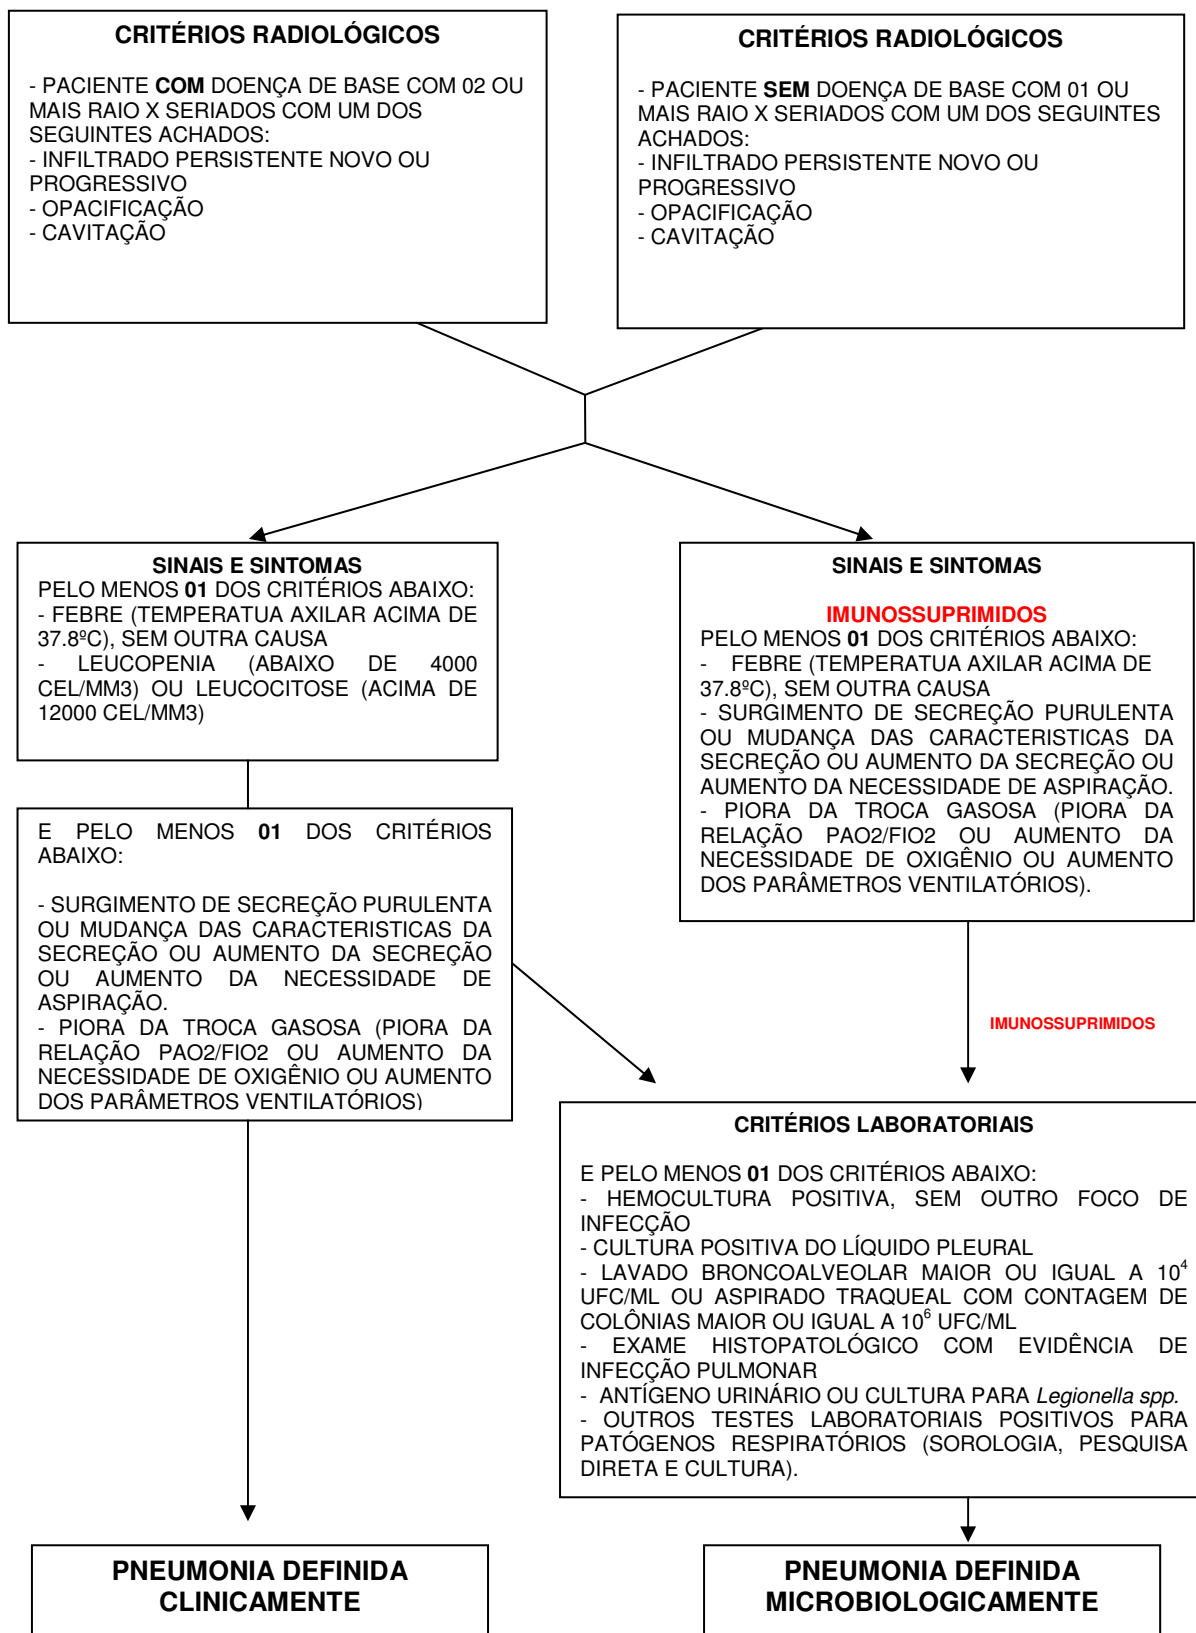 CRITÉRIOS RADIOLÓGICOS
- PACIENTE COM DOENÇA DE BASE COM 02 OU
MAIS RAIO X SERIADOS COM UM DOS
SEGUINTES ACHADOS:
- INFILTRADO PERSISTENTE NOVO OU
PROGRESSIVO
- OPACIFICAÇÃO
- CAVITAÇÃO
CRITÉRIOS RADIOLÓGICOS
- PACIENTE SEM DOENÇA DE BASE COM 01 OU
MAIS RAIO X SERIADOS COM UM DOS SEGUINTES
ACHADOS:
- INFILTRADO PERSISTENTE NOVO OU
PROGRESSIVO
- OPACIFICAÇÃO
- CAVITAÇÃO
SINAIS E SINTOMAS
PELO MENOS 01 DOS CRITÉRIOS ABAIXO:
- FEBRE (TEMPERATUA AXILAR ACIMA DE
37.8ºC), SEM OUTRA CAUSA
- LEUCOPENIA (ABAIXO DE 4000
CEL/MM3) OU LEUCOCITOSE (ACIMA DE
12000 CEL/MM3)
E PELO MENOS 01 DOS CRITÉRIOS
ABAIXO:
- SURGIMENTO DE SECREÇÃO PURULENTA
OU MUDANÇA DAS CARACTERISTICAS DA
SECREÇÃO OU AUMENTO DA SECREÇÃO
OU AUMENTO DA NECESSIDADE DE
ASPIRAÇÃO.
- PIORA DA TROCA GASOSA (PIORA DA
RELAÇÃO PAO2/FIO2 OU AUMENTO DA
NECESSIDADE DE OXIGÊNIO OU AUMENTO
DOS PARÂMETROS VENTILATÓRIOS)
SINAIS E SINTOMAS
IMUNOSSUPRIMIDOS
PELO MENOS 01 DOS CRITÉRIOS ABAIXO:
- FEBRE (TEMPERATUA AXILAR ACIMA DE
37.8ºC), SEM OUTRA CAUSA
- SURGIMENTO DE SECREÇÃO PURULENTA
OU MUDANÇA DAS CARACTERISTICAS DA
SECREÇÃO OU AUMENTO DA SECREÇÃO OU
AUMENTO DA NECESSIDADE DE ASPIRAÇÃO.
- PIORA DA TROCA GASOSA (PIORA DA
RELAÇÃO PAO2/FIO2 OU AUMENTO DA
NECESSIDADE DE OXIGÊNIO OU AUMENTO
DOS PARÂMETROS VENTILATÓRIOS).
IMUNOSSUPRIMIDOS
CRITÉRIOS LABORATORIAIS
E PELO MENOS 01 DOS CRITÉRIOS ABAIXO:
- HEMOCULTURA POSITIVA, SEM OUTRO FOCO DE
INFECÇÃO
- CULTURA POSITIVA DO LÍQUIDO PLEURAL
- LAVADO BRONCOALVEOLAR MAIOR OU IGUAL A 10⁴
UFC/ML OU ASPIRADO TRAQUEAL COM CONTAGEM DE
COLÔNIAS MAIOR OU IGUAL A 10⁶ UFC/ML
- EXAME HISTOPATOLÓGICO COM EVIDÊNCIA DE
INFECÇÃO PULMONAR
- ANTÍGENO URINÁRIO OU CULTURA PARA Legionella spp.
- OUTROS TESTES LABORATORIAIS POSITIVOS PARA
PATÓGENOS RESPIRATÓRIOS (SOROLOGIA, PESQUISA
DIRETA E CULTURA).
PNEUMONIA DEFINIDA
CLINICAMENTE
PNEUMONIA DEFINIDA
MICROBIOLOGICAMENTE